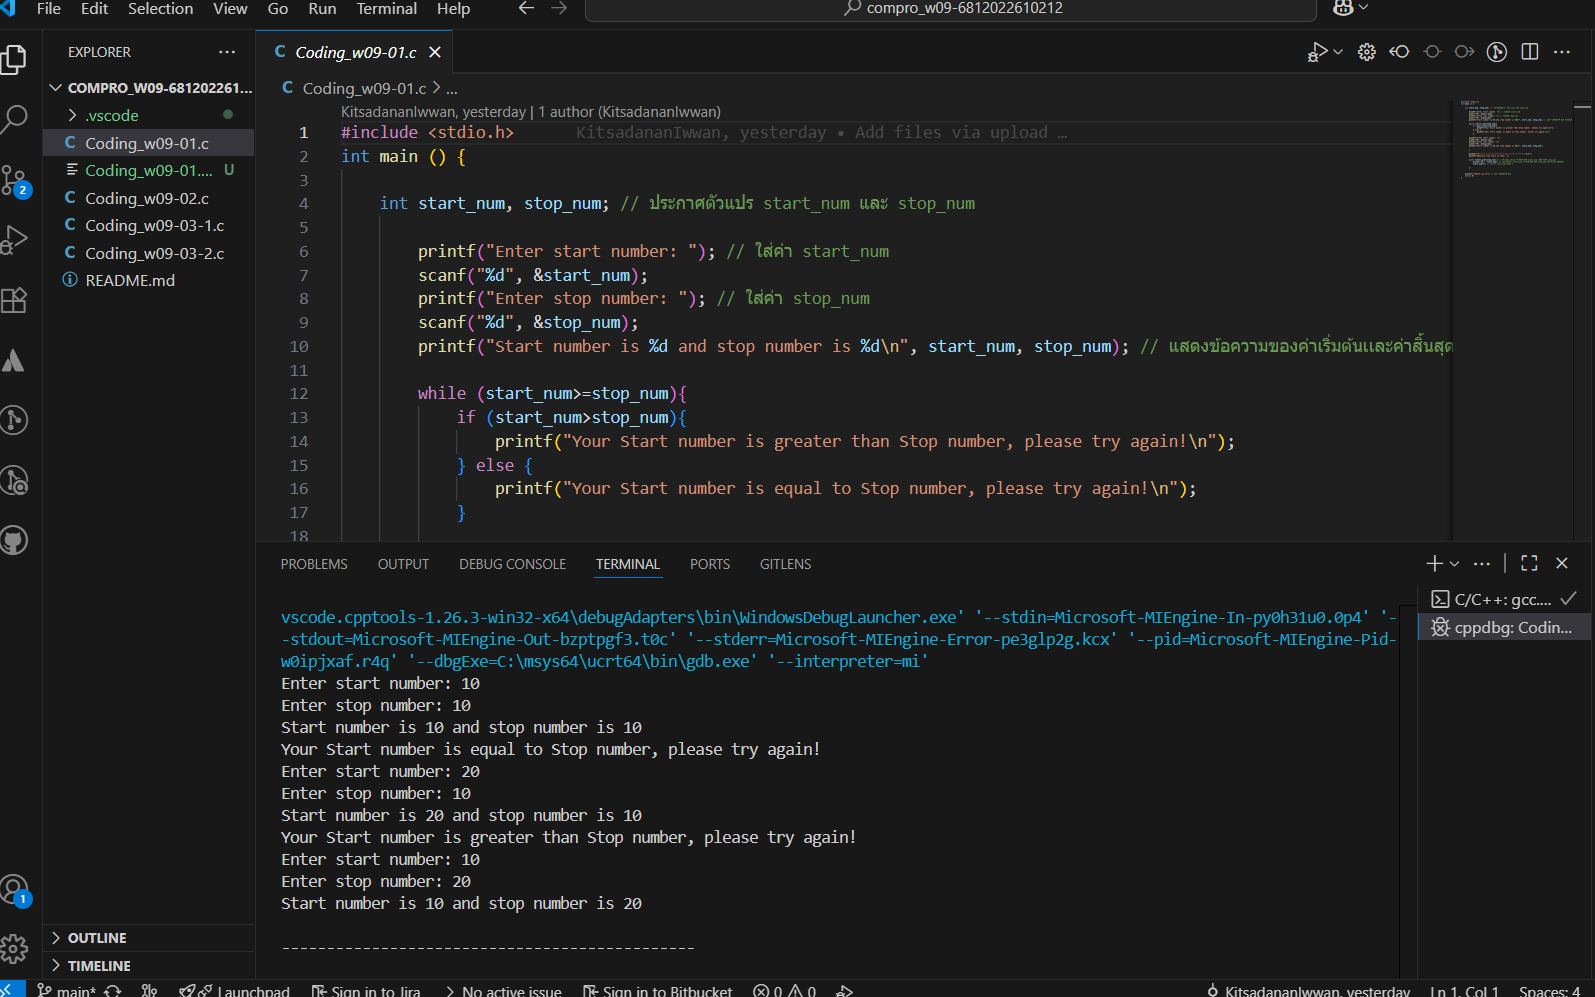 File Edit Selection View Go Run Terminal Help
compro_w09-6812022610212
EXPLORER
COMPRO_W09-681202261...
.vscode
Coding_w09-01.c
Coding_w09-01.... U
Coding_w09-02.c
Coding_w09-03-1.c
Coding_w09-03-2.c
README.md
OUTLINE
TIMELINE
2
1
Coding_w09-01.c
Coding_w09-01.c > ...
KitsadananIwwan, yesterday | 1 author (KitsadananIwwan)
1 #include <stdio.h> KitsadananIwwan, yesterday • Add files via upload …
2 int main () {
3
4 int start_num, stop_num; // ประกาศตัวแปร start_num และ stop_num
5
6 printf("Enter start number: "); // ใส่ค่า start_num
7 scanf("%d", &start_num);
8 printf("Enter stop number: "); // ใส่ค่า stop_num
9 scanf("%d", &stop_num);
10 printf("Start number is %d and stop number is %d\n", start_num, stop_num); // แสดงข้อความของค่าเริ่มต้นและค่าสิ้นสุด
11
12 while (start_num>=stop_num){
13 if (start_num>stop_num){
14 printf("Your Start number is greater than Stop number, please try again!\n");
15 } else {
16 printf("Your Start number is equal to Stop number, please try again!\n");
17 }
18
PROBLEMS OUTPUT DEBUG CONSOLE TERMINAL PORTS GITLENS
C/C++: gcc....
cppdbg: Codin...
vscode.cpptools-1.26.3-win32-x64\debugAdapters\bin\WindowsDebugLauncher.exe' '--stdin=Microsoft-MIEngine-In-py0h31u0.0p4' '-
-stdout=Microsoft-MIEngine-Out-bzptpgf3.t0c' '--stderr=Microsoft-MIEngine-Error-pe3glp2g.kcx' '--pid=Microsoft-MIEngine-Pid-
w0ipjxaf.r4q' '--dbgExe=C:\msys64\ucrt64\bin\gdb.exe' '--interpreter=mi'
Enter start number: 10
Enter stop number: 10
Start number is 10 and stop number is 10
Your Start number is equal to Stop number, please try again!
Enter start number: 20
Enter stop number: 10
Start number is 20 and stop number is 10
Your Start number is greater than Stop number, please try again!
Enter start number: 10
Enter stop number: 20
Start number is 10 and stop number is 20
----------------------------------------------
main* Launchpad Sign in to Jira No active issue Sign in to Bitbucket 0 0 KitsadananIwwan, yesterday Ln 1, Col 1 Spaces: 4